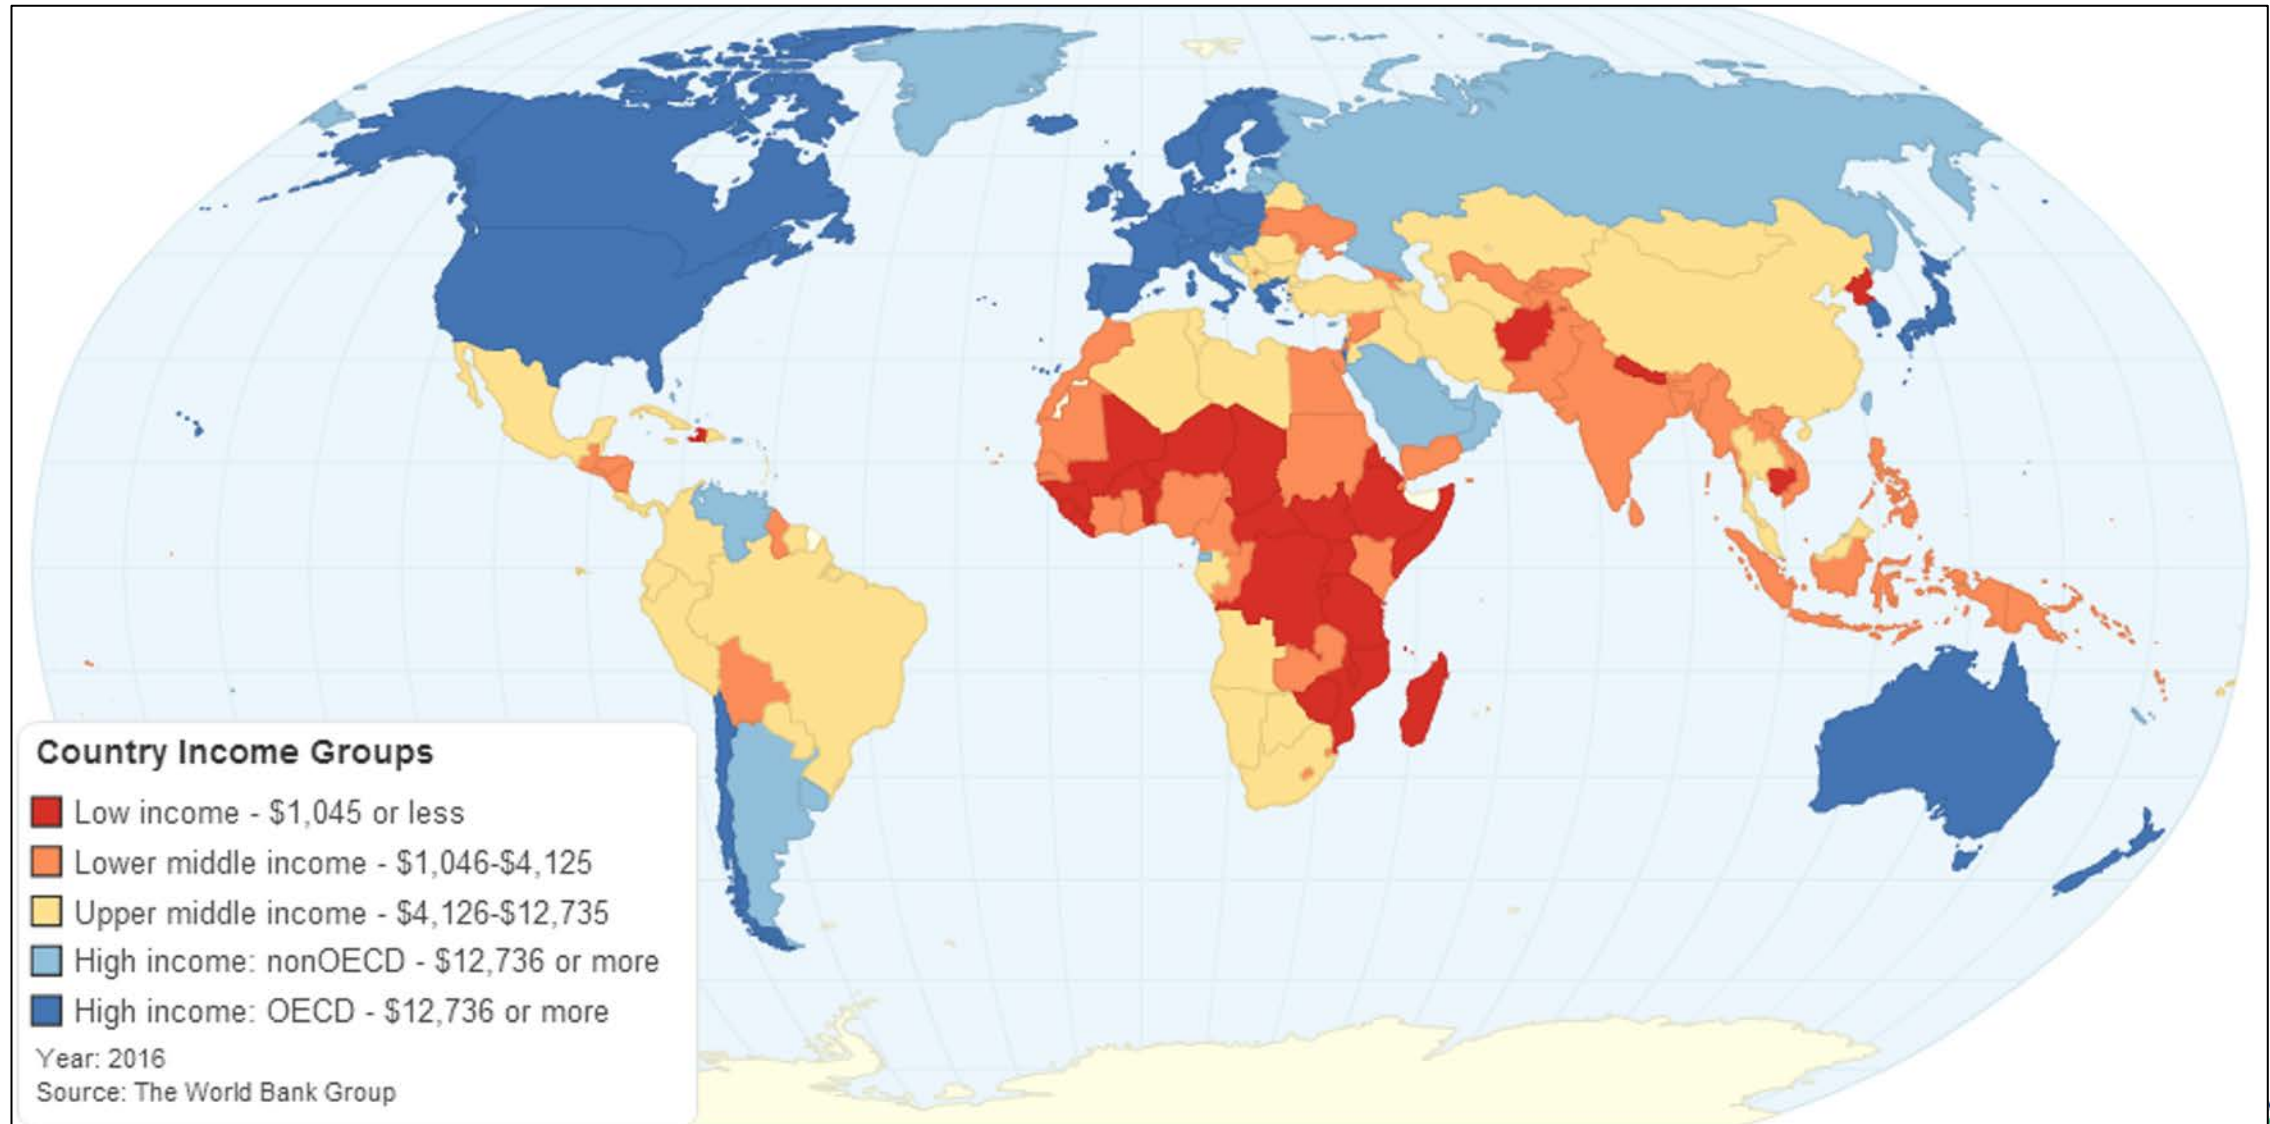 Country Income Groups
Low income - $1,045 or less
Lower middle income - $1,046-$4,125
Upper middle income - $4,126-$12,735
High income: nonOECD - $12,736 or more
High income: OECD - $12,736 or more
Year: 2016
Source: The World Bank Group